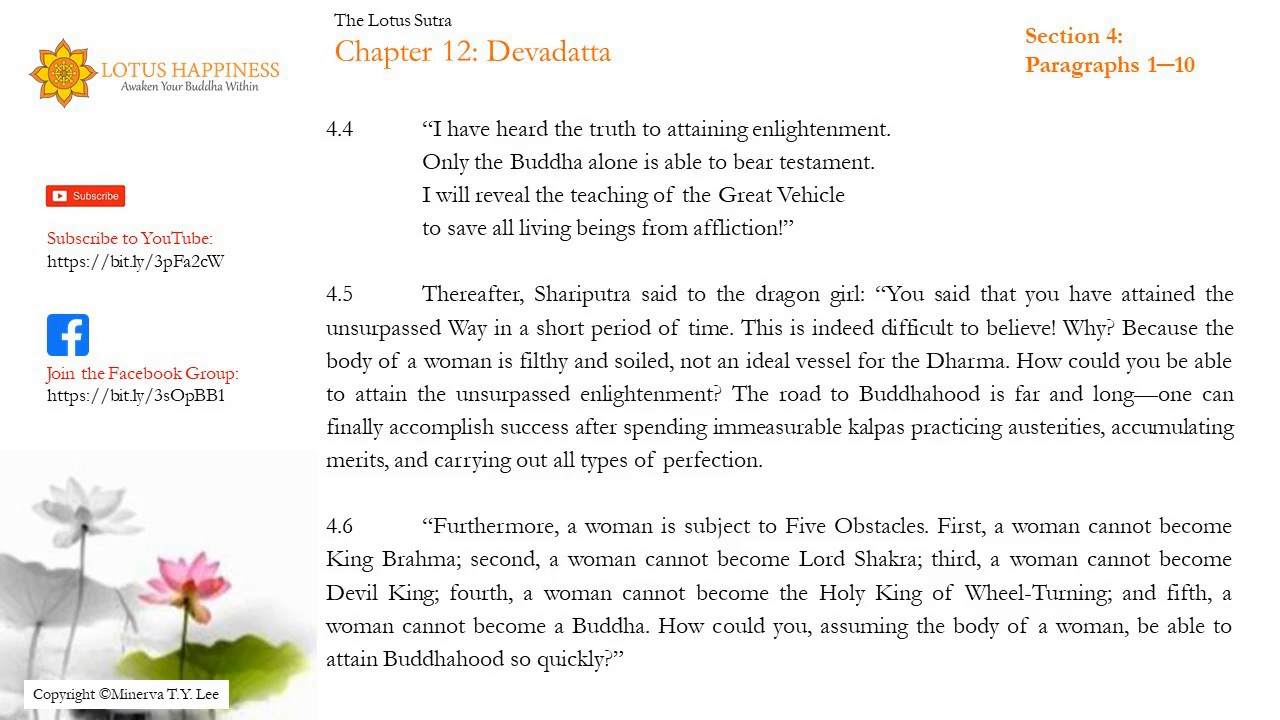 The Lotus Sutra
Chapter 12: Devadatta
Section 4:
Paragraphs 1—10
LOTUS HAPPINESS
Awaken Your Buddha Within
Subscribe
Subscribe to YouTube:
https://bit.ly/3pFa2cW
Join the Facebook Group:
https://bit.ly/3sOpBB1
4.4 “I have heard the truth to attaining enlightenment.
Only the Buddha alone is able to bear testament.
I will reveal the teaching of the Great Vehicle
to save all living beings from affliction!”
4.5 Thereafter, Shariputra said to the dragon girl: “You said that you have attained the
unsurpassed Way in a short period of time. This is indeed difficult to believe! Why? Because the
body of a woman is filthy and soiled, not an ideal vessel for the Dharma. How could you be able
to attain the unsurpassed enlightenment? The road to Buddhahood is far and long—one can
finally accomplish success after spending immeasurable kalpas practicing austerities, accumulating
merits, and carrying out all types of perfection.
4.6 “Furthermore, a woman is subject to Five Obstacles. First, a woman cannot become
King Brahma; second, a woman cannot become Lord Shakra; third, a woman cannot become
Devil King; fourth, a woman cannot become the Holy King of Wheel-Turning; and fifth, a
woman cannot become a Buddha. How could you, assuming the body of a woman, be able to
attain Buddhahood so quickly?”
Copyright ©Minerva T.Y. Lee